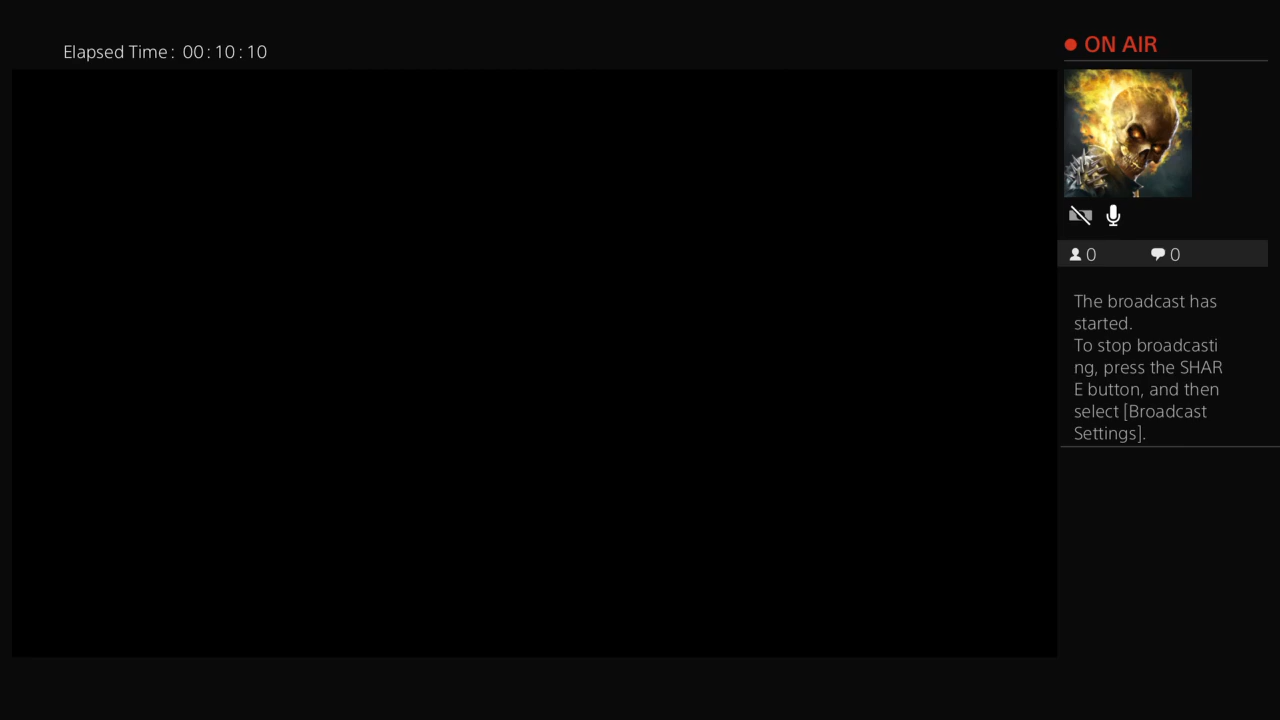 Elapsed Time: 00:10:10
ON AIR
0
0
The broadcast has
started.
To stop broadcasti
ng, press the SHAR
E button, and then
select [Broadcast
Settings].